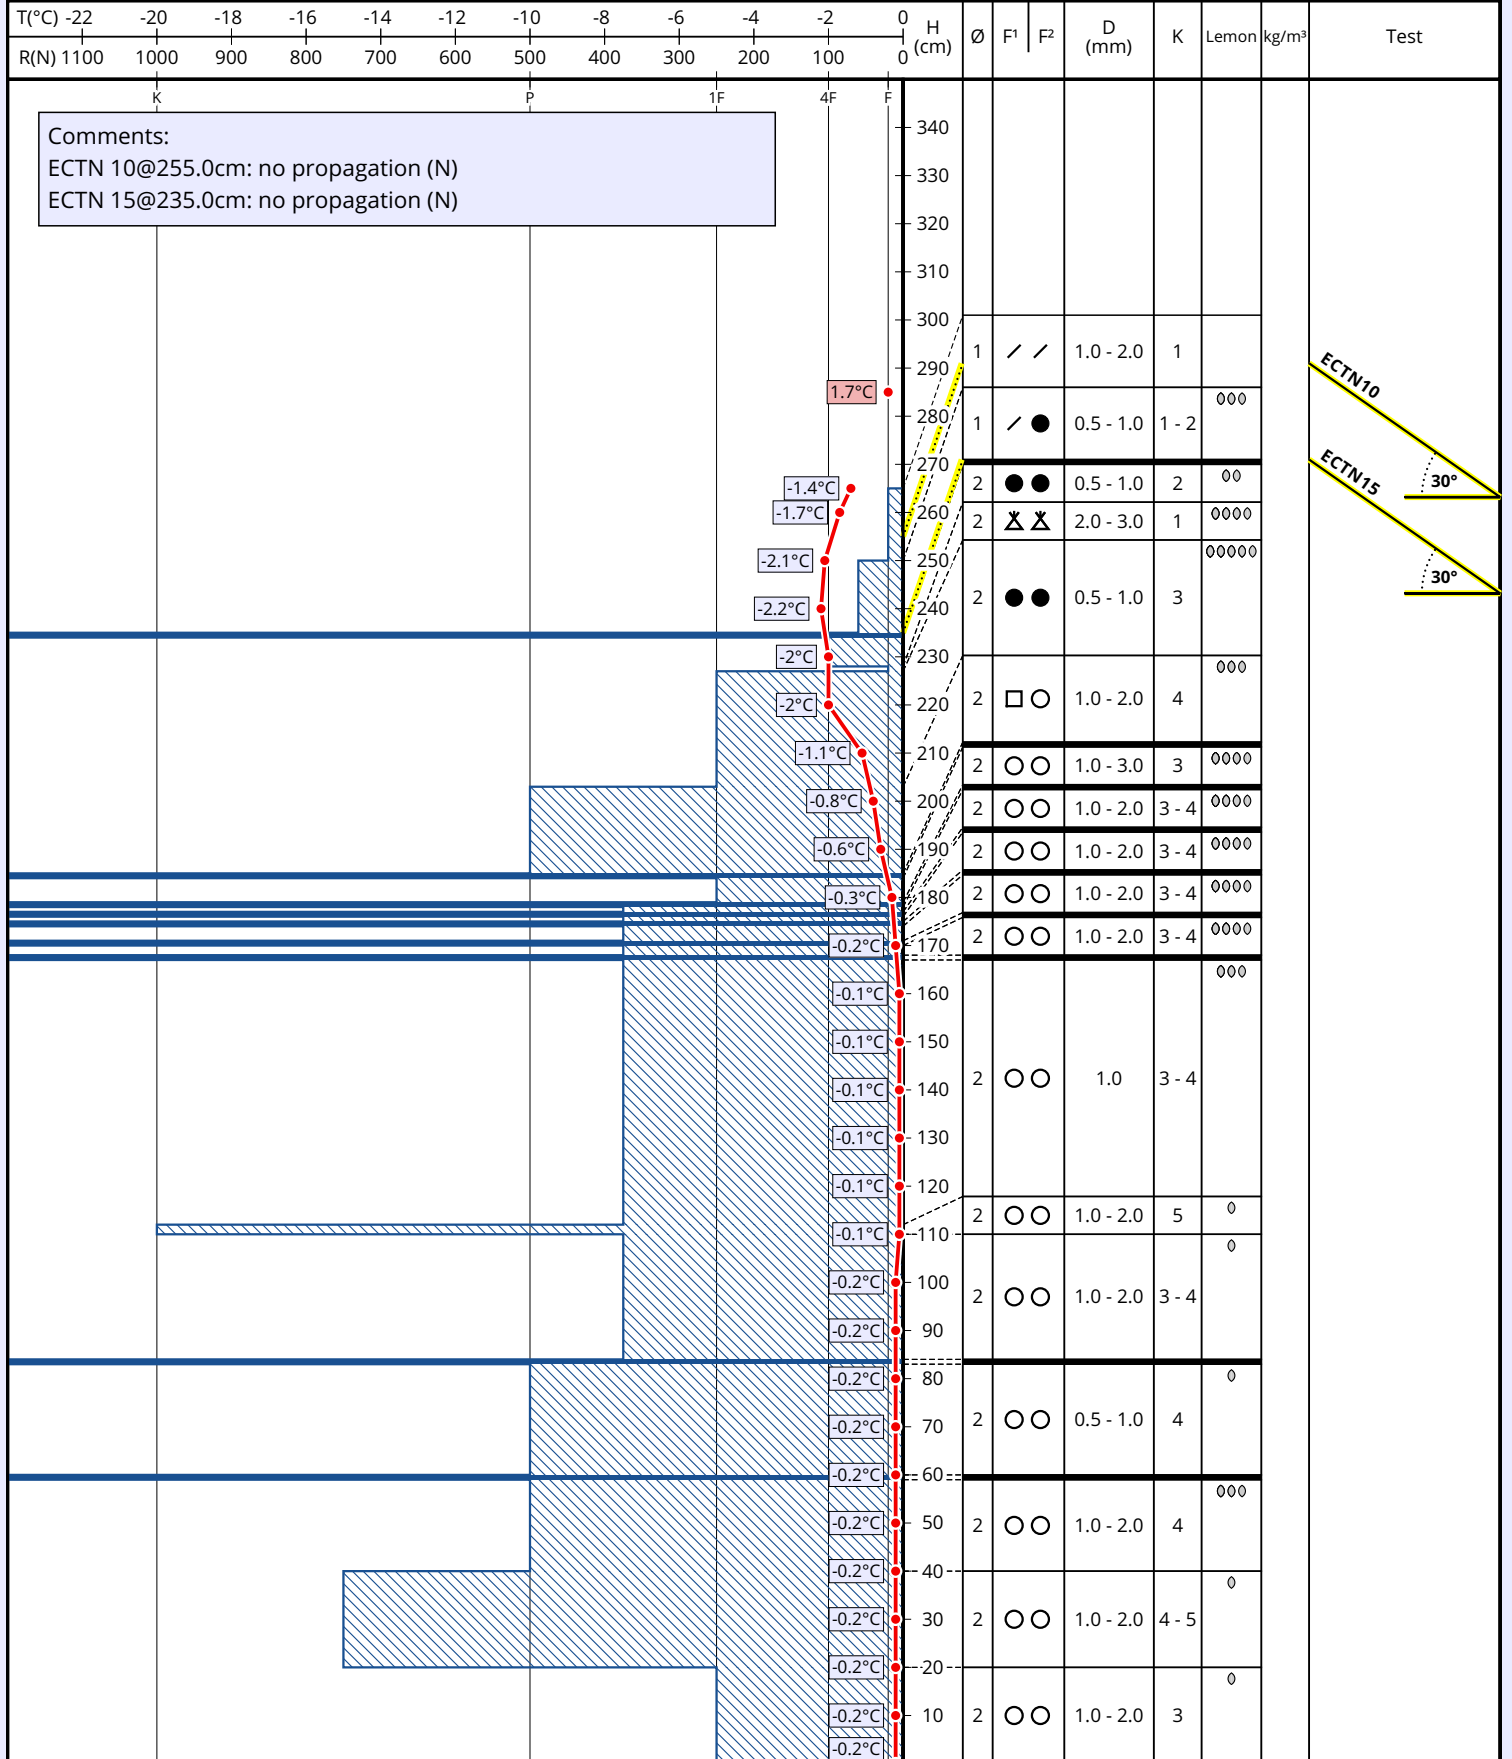 T(°C) -22 -20 -18 -16 -14 -12 -10 -8 -6 -4 -2 0
R(N) 1100 1000 900 800 700 600 500 400 300 200 100 0
H (cm) Ø F¹ F² D (mm) K Lemon kg/m³ Test
K P 1F 4F F
Comments:
ECTN 10@255.0cm: no propagation (N)
ECTN 15@235.0cm: no propagation (N)
340
330
320
310
300
1 1.0 - 2.0 1
290
ECTN10
1.7°C
280
1 0.5 - 1.0 1 - 2
270
ECTN15
30°
-1.4°C
2 0.5 - 1.0 2
-1.7°C 260
2 2.0 - 3.0 1
-2.1°C 250
30°
2 0.5 - 1.0 3
-2.2°C 240
-2°C 230
-2°C 220
2 1.0 - 2.0 4
-1.1°C 210
2 1.0 - 3.0 3
-0.8°C 200
2 1.0 - 2.0 3 - 4
-0.6°C 190
2 1.0 - 2.0 3 - 4
-0.3°C 180
2 1.0 - 2.0 3 - 4
2 1.0 - 2.0 3 - 4
-0.2°C 170
-0.1°C 160
-0.1°C 150
2 1.0 3 - 4
-0.1°C 140
-0.1°C 130
-0.1°C 120
2 1.0 - 2.0 5
-0.1°C 110
-0.2°C 100
2 1.0 - 2.0 3 - 4
-0.2°C 90
-0.2°C 80
2 0.5 - 1.0 4
-0.2°C 70
-0.2°C 60
-0.2°C 50
2 1.0 - 2.0 4
-0.2°C 40
-0.2°C 30
2 1.0 - 2.0 4 - 5
-0.2°C 20
-0.2°C 10
2 1.0 - 2.0 3
-0.2°C